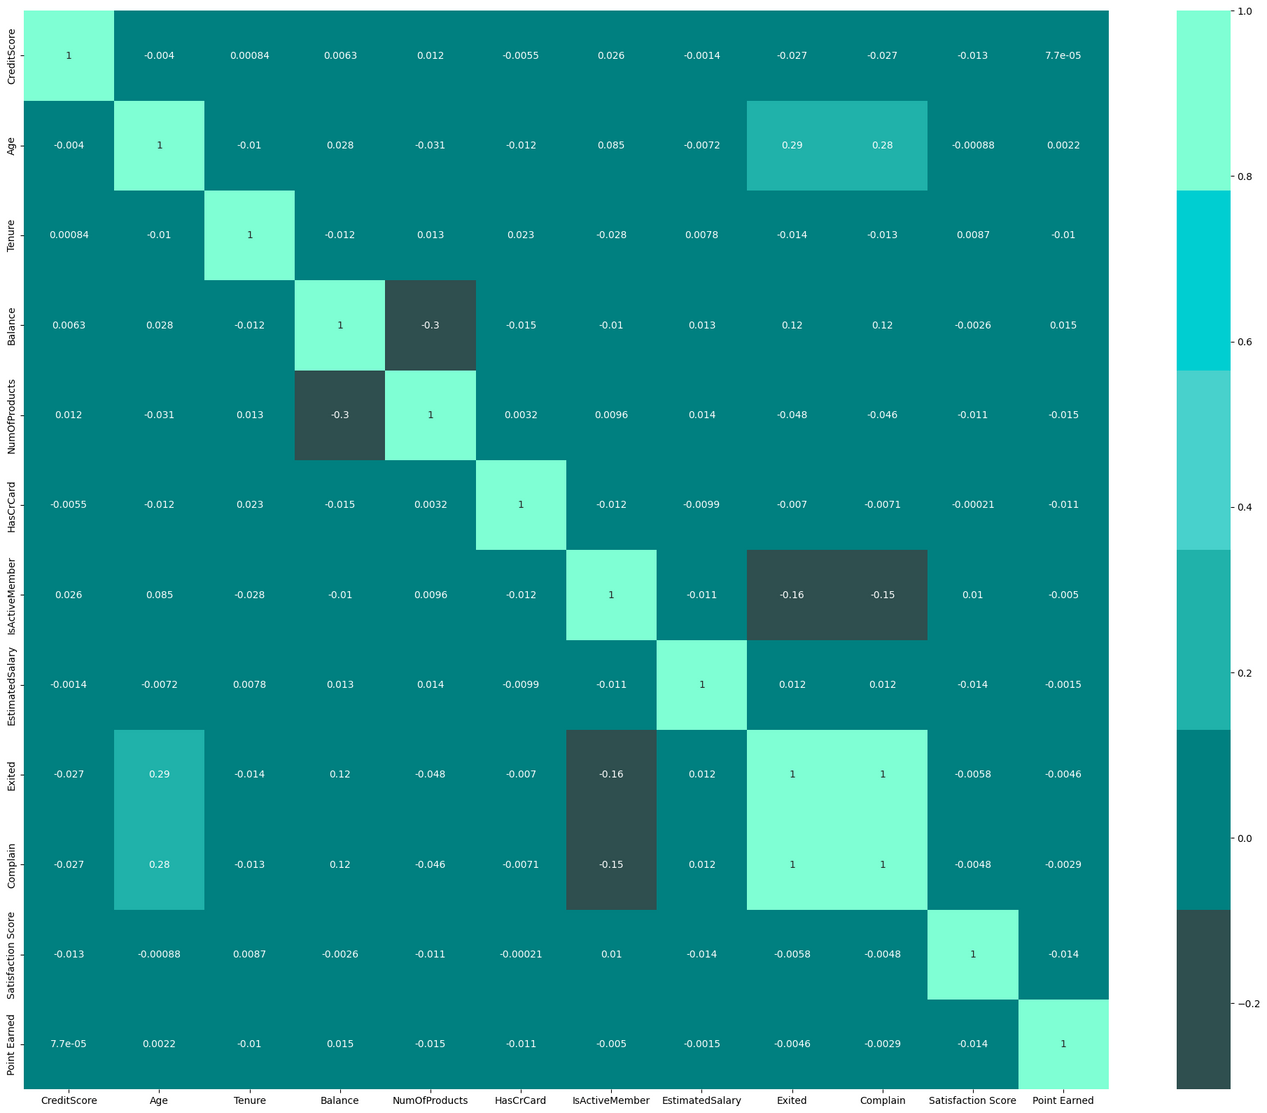 CreditScore 1 -0.004 0.00084 0.0063 0.012 -0.0055 0.026 -0.0014 -0.027 -0.027 -0.013 7.7e-05
Age -0.004 1 -0.01 0.028 -0.031 -0.012 0.085 -0.0072 0.29 0.28 -0.00088 0.0022
Tenure 0.00084 -0.01 1 -0.012 0.013 0.023 -0.028 0.0078 -0.014 -0.013 0.0087 -0.01
Balance 0.0063 0.028 -0.012 1 -0.3 -0.015 -0.01 0.013 0.12 0.12 -0.0026 0.015
NumOfProducts 0.012 -0.031 0.013 -0.3 1 0.0032 0.0096 0.014 -0.048 -0.046 -0.011 -0.015
HasCrCard -0.0055 -0.012 0.023 -0.015 0.0032 1 -0.012 -0.0099 -0.007 -0.0071 -0.00021 -0.011
IsActiveMember 0.026 0.085 -0.028 -0.01 0.0096 -0.012 1 -0.011 -0.16 -0.15 0.01 -0.005
EstimatedSalary -0.0014 -0.0072 0.0078 0.013 0.014 -0.0099 -0.011 1 0.012 0.012 -0.014 -0.0015
Exited -0.027 0.29 -0.014 0.12 -0.048 -0.007 -0.16 0.012 1 1 -0.0058 -0.0046
Complain -0.027 0.28 -0.013 0.12 -0.046 -0.0071 -0.15 0.012 1 1 -0.0048 -0.0029
Satisfaction Score -0.013 -0.00088 0.0087 -0.0026 -0.011 -0.00021 0.01 -0.014 -0.0058 -0.0048 1 -0.014
Point Earned 7.7e-05 0.0022 -0.01 0.015 -0.015 -0.011 -0.005 -0.0015 -0.0046 -0.0029 -0.014 1
CreditScore Age Tenure Balance NumOfProducts HasCrCard IsActiveMember EstimatedSalary Exited Complain Satisfaction Score Point Earned
1.0
0.8
0.6
0.4
0.2
0.0
−0.2